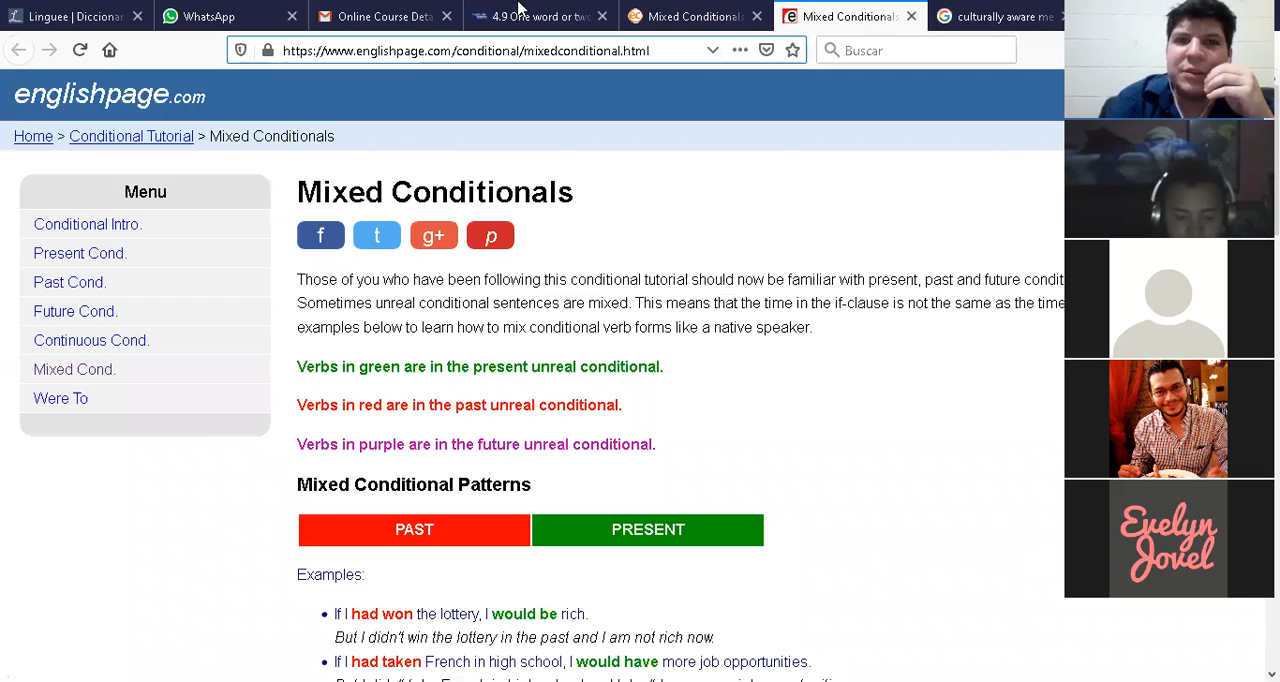 Linguee | Diccionar
WhatsApp
Online Course Deta
4.9 One word or two
Mixed Conditionals
Mixed Conditionals
culturally aware me
https://www.englishpage.com/conditional/mixedconditional.html
Buscar
englishpage.com
Home > Conditional Tutorial > Mixed Conditionals
Menu
Conditional Intro.
Present Cond.
Past Cond.
Future Cond.
Continuous Cond.
Mixed Cond.
Were To
Mixed Conditionals
f t g+ p
Those of you who have been following this conditional tutorial should now be familiar with present, past and future condit
Sometimes unreal conditional sentences are mixed. This means that the time in the if-clause is not the same as the time
examples below to learn how to mix conditional verb forms like a native speaker.
Verbs in green are in the present unreal conditional.
Verbs in red are in the past unreal conditional.
Verbs in purple are in the future unreal conditional.
Mixed Conditional Patterns
PAST PRESENT
Examples:
If I had won the lottery, I would be rich.
But I didn't win the lottery in the past and I am not rich now.
If I had taken French in high school, I would have more job opportunities.
Evelyn
Jovel